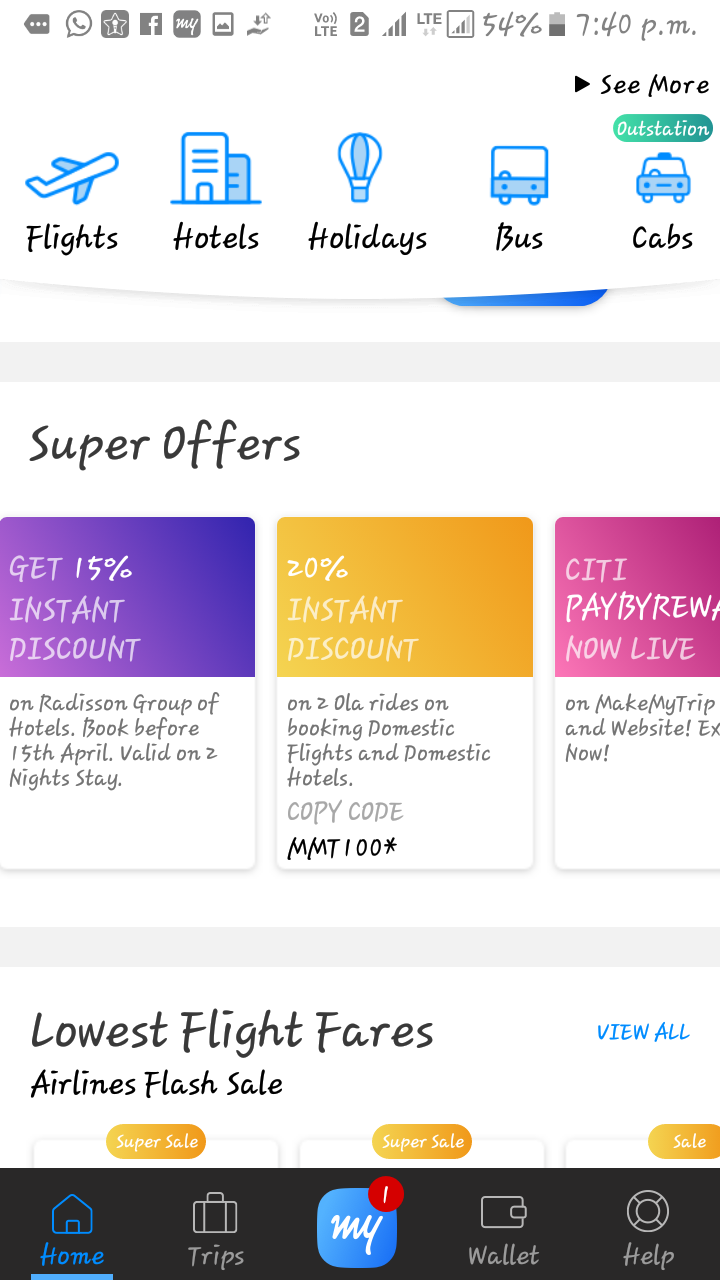 Vo)) LTE 2 LTE 54% 7:40 p.m.
See More
Outstation
Flights Hotels Holidays Bus Cabs
Super Offers
GET 15%
INSTANT
DISCOUNT
on Radisson Group of
Hotels. Book before
15th April. Valid on 2
Nights Stay.
20%
INSTANT
DISCOUNT
on 2 Ola rides on
booking Domestic
Flights and Domestic
Hotels.
COPY CODE
MMT100*
CITI
PAYBYREWA
NOW LIVE
on MakeMyTrip
and Website! Ex
Now!
Lowest Flight Fares
VIEW ALL
Airlines Flash Sale
Super Sale Super Sale Sale
my 1
Home Trips Wallet Help